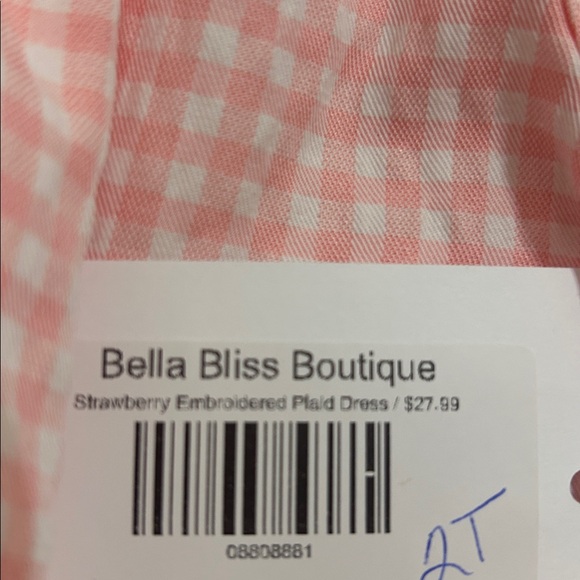 Bella Bliss Boutique
Strawberry Embroidered Plaid Dress / $27.99
08808881
2T